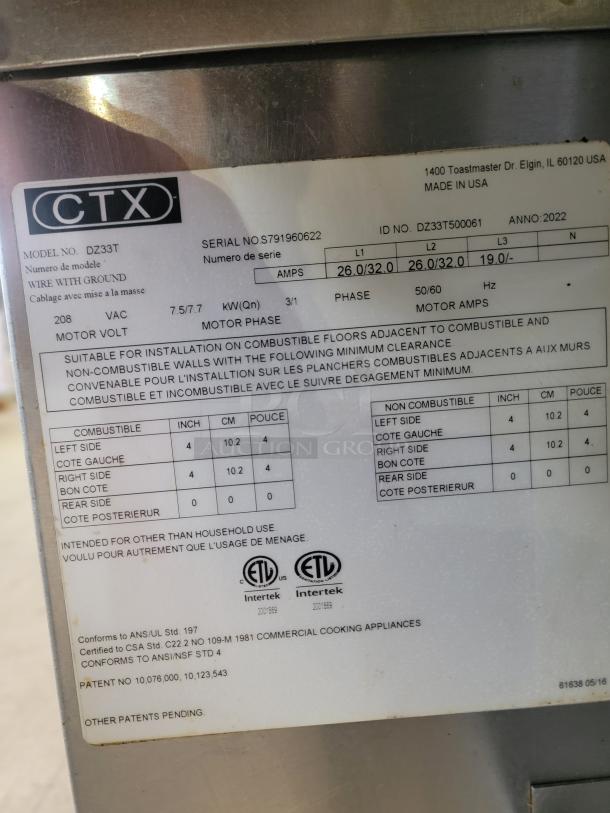 1400 Toastmaster Dr. Elgin, IL 60120 USA
MADE IN USA
CTX
MODEL NO. DZ33T
Numero de modele
WIRE WITH GROUND
Cablage avec mise a la masse
SERIAL NO.S791960622
Numero de serie
ID NO. DZ33T500061 ANNO:2022
L1 L2 L3 N
AMPS 26.0/32.0 26.0/32.0 19.0/-
208 VAC 7.5/7.7 kW(Qn) 3/1 PHASE 50/60 Hz
MOTOR VOLT MOTOR PHASE MOTOR AMPS
SUITABLE FOR INSTALLATION ON COMBUSTIBLE FLOORS ADJACENT TO COMBUSTIBLE AND
NON-COMBUSTIBLE WALLS WITH THE FOLLOWING MINIMUM CLEARANCE
CONVENABLE POUR L'INSTALLTION SUR LES PLANCHERS COMBUSTIBLES ADJACENTS A AUX MURS
COMBUSTIBLE ET INCOMBUSTIBLE AVEC LE SUIVRE DEGAGEMENT MINIMUM.
COMBUSTIBLE INCH CM POUCE
LEFT SIDE 4 10.2 4
COTE GAUCHE
RIGHT SIDE 4 10.2 4
BON COTE
REAR SIDE 0 0 0
COTE POSTERIERUR
NON COMBUSTIBLE INCH CM POUCE
LEFT SIDE 4 10.2 4
COTE GAUCHE
RIGHT SIDE 4 10.2 4
BON COTE
REAR SIDE 0 0 0
COTE POSTERIERUR
AUCTION GROUP
INTENDED FOR OTHER THAN HOUSEHOLD USE
VOULU POUR AUTREMENT QUE L'USAGE DE MENAGE.
C ETL US ETL
Intertek Intertek
2001869 2001869
Conforms to ANS/UL Std. 197
Certified to CSA Std. C22.2 NO 109-M 1981 COMMERCIAL COOKING APPLIANCES
CONFORMS TO ANSI/NSF STD 4
PATENT NO 10,076,000, 10,123,543
61638 05/16
OTHER PATENTS PENDING.